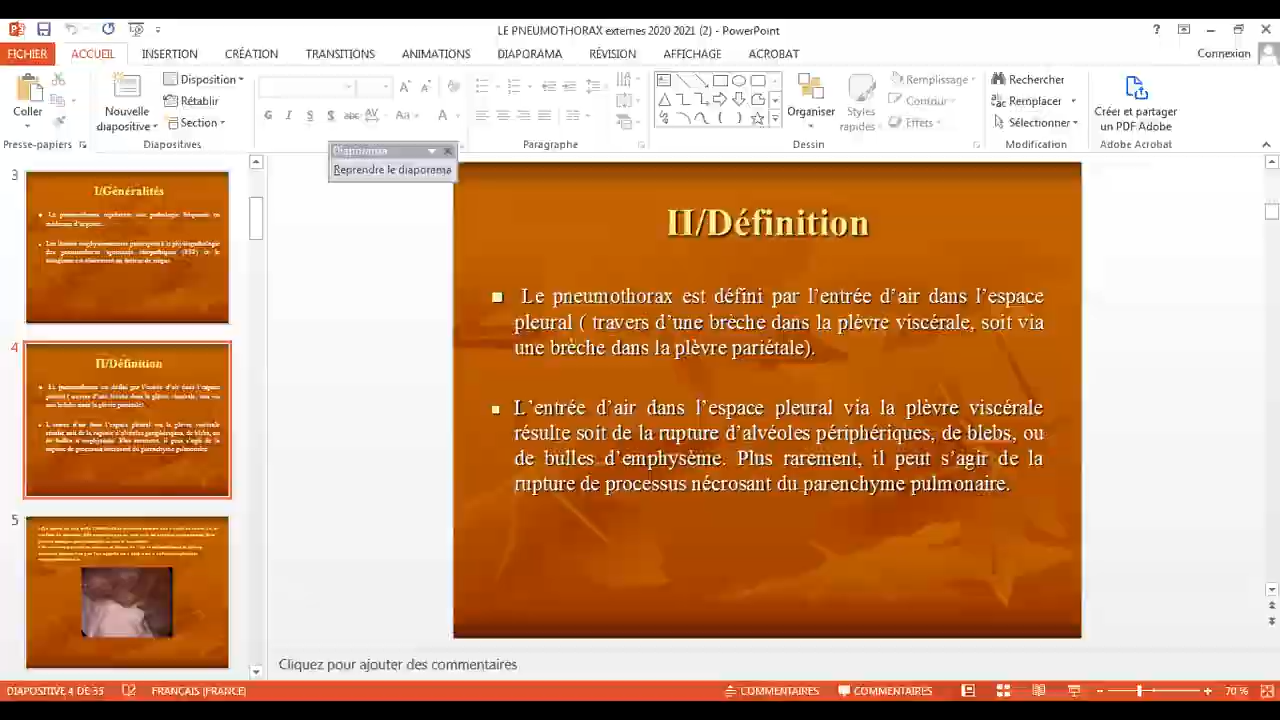 LE PNEUMOTHORAX externes 2020 2021 (2) - PowerPoint
FICHIER ACCUEIL INSERTION CRÉATION TRANSITIONS ANIMATIONS DIAPORAMA RÉVISION AFFICHAGE ACROBAT Connexion
Coller
Nouvelle diapositive
Disposition
Rétablir
Section
Organiser
Styles rapides
Remplissage
Contour
Effets
Rechercher
Remplacer
Sélectionner
Créer et partager
un PDF Adobe
Presse-papiers Diapositives Paragraphe Dessin Modification Adobe Acrobat
Diaporama
Reprendre le diaporama
3
I/Généralités
4
II/Définition
5
II/Définition
Le pneumothorax est défini par l’entrée d’air dans l’espace
pleural ( travers d’une brèche dans la plèvre viscérale, soit via
une brèche dans la plèvre pariétale).
L’entrée d’air dans l’espace pleural via la plèvre viscérale
résulte soit de la rupture d’alvéoles périphériques, de blebs, ou
de bulles d’emphysème. Plus rarement, il peut s’agir de la
rupture de processus nécrosant du parenchyme pulmonaire.
Cliquez pour ajouter des commentaires
DIAPOSITIVE 4 DE 35 FRANÇAIS (FRANCE) COMMENTAIRES COMMENTAIRES 70 %